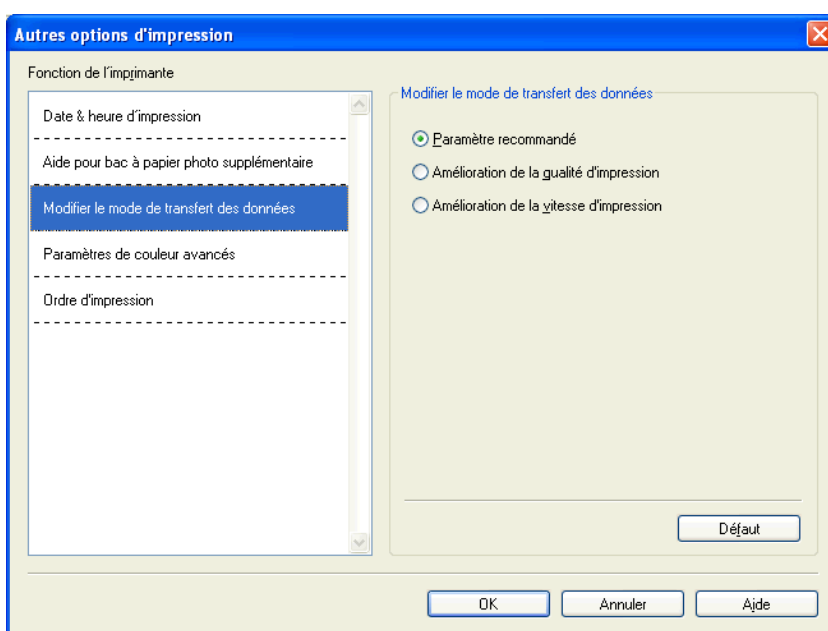 Autres options d'impression
Fonction de l'imprimante
Date & heure d'impression
Aide pour bac à papier photo supplémentaire
Modifier le mode de transfert des données
Paramètres de couleur avancés
Ordre d'impression
Modifier le mode de transfert des données
Paramètre recommandé
Amélioration de la qualité d'impression
Amélioration de la vitesse d'impression
Défaut
OK
Annuler
Aide